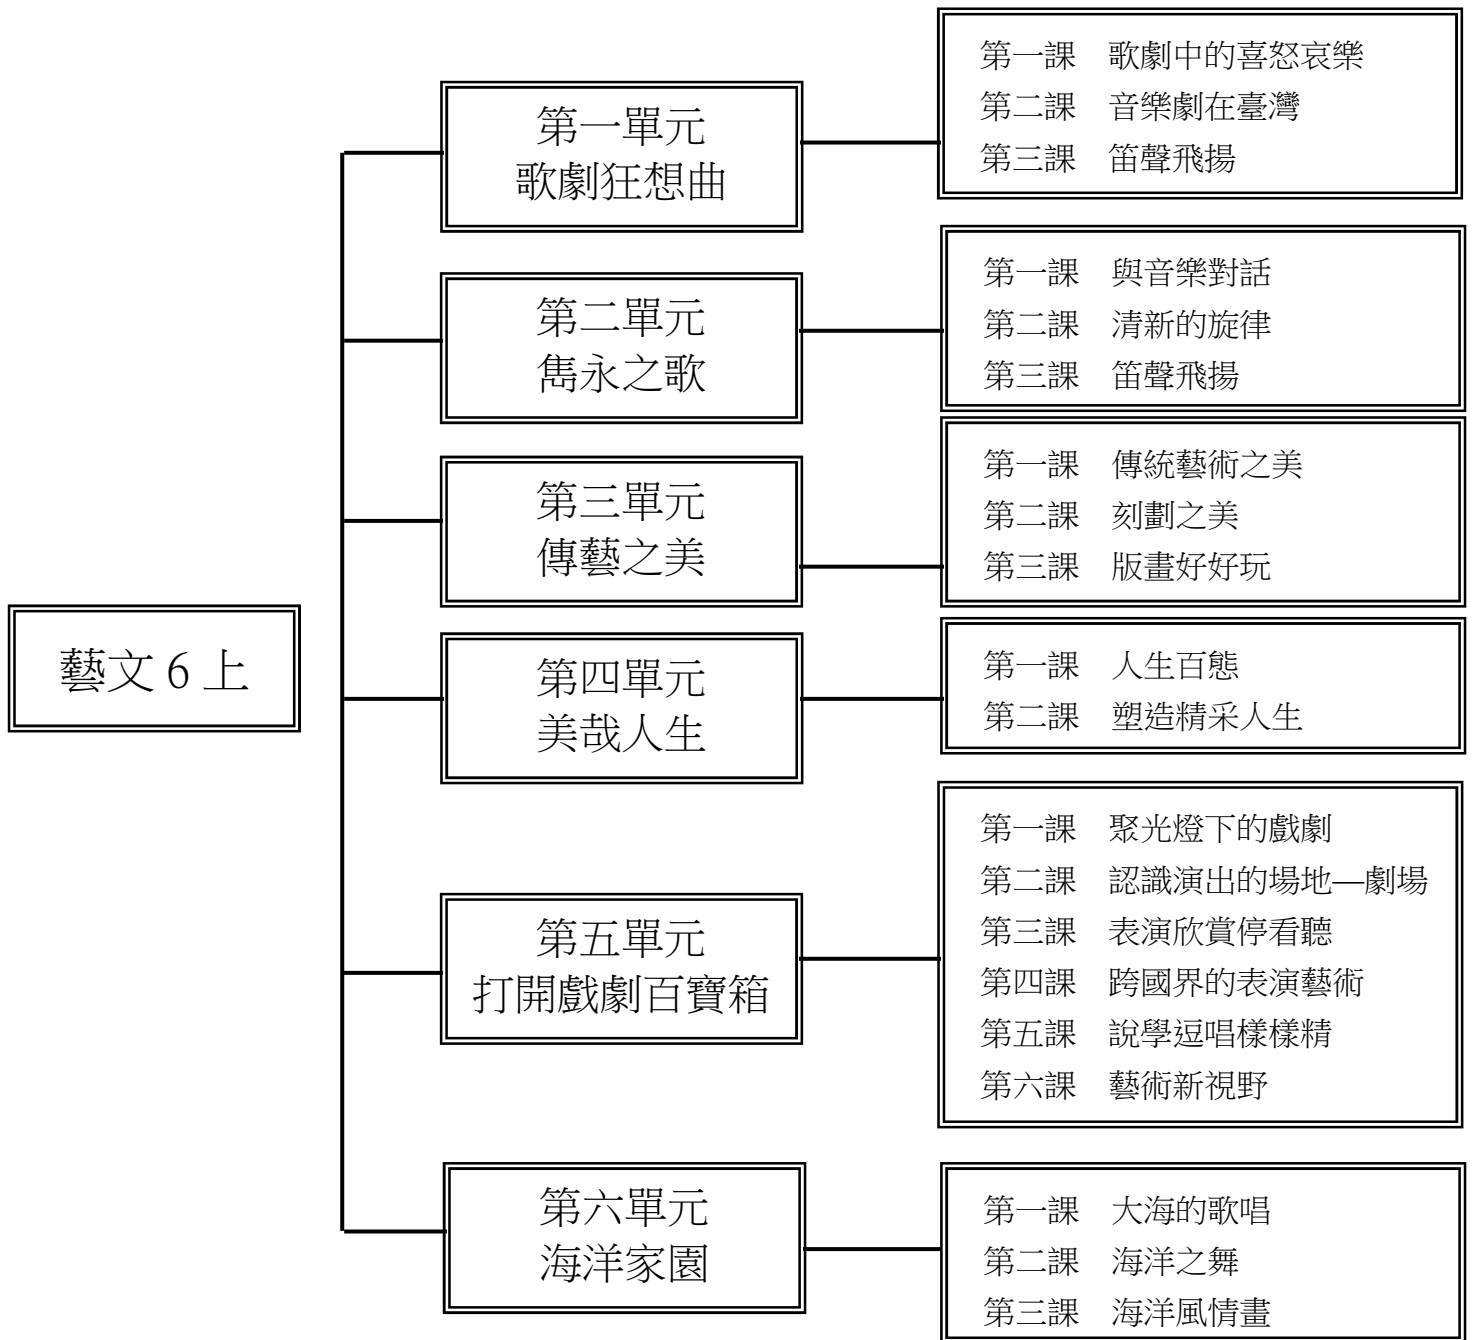 藝文 6 上
第一單元
歌劇狂想曲
第一課　歌劇中的喜怒哀樂
第二課　音樂劇在臺灣
第三課　笛聲飛揚
第二單元
雋永之歌
第一課　與音樂對話
第二課　清新的旋律
第三課　笛聲飛揚
第三單元
傳藝之美
第一課　傳統藝術之美
第二課　刻劃之美
第三課　版畫好好玩
第四單元
美哉人生
第一課　人生百態
第二課　塑造精采人生
第五單元
打開戲劇百寶箱
第一課　聚光燈下的戲劇
第二課　認識演出的場地—劇場
第三課　表演欣賞停看聽
第四課　跨國界的表演藝術
第五課　說學逗唱樣樣精
第六課　藝術新視野
第六單元
海洋家園
第一課　大海的歌唱
第二課　海洋之舞
第三課　海洋風情畫